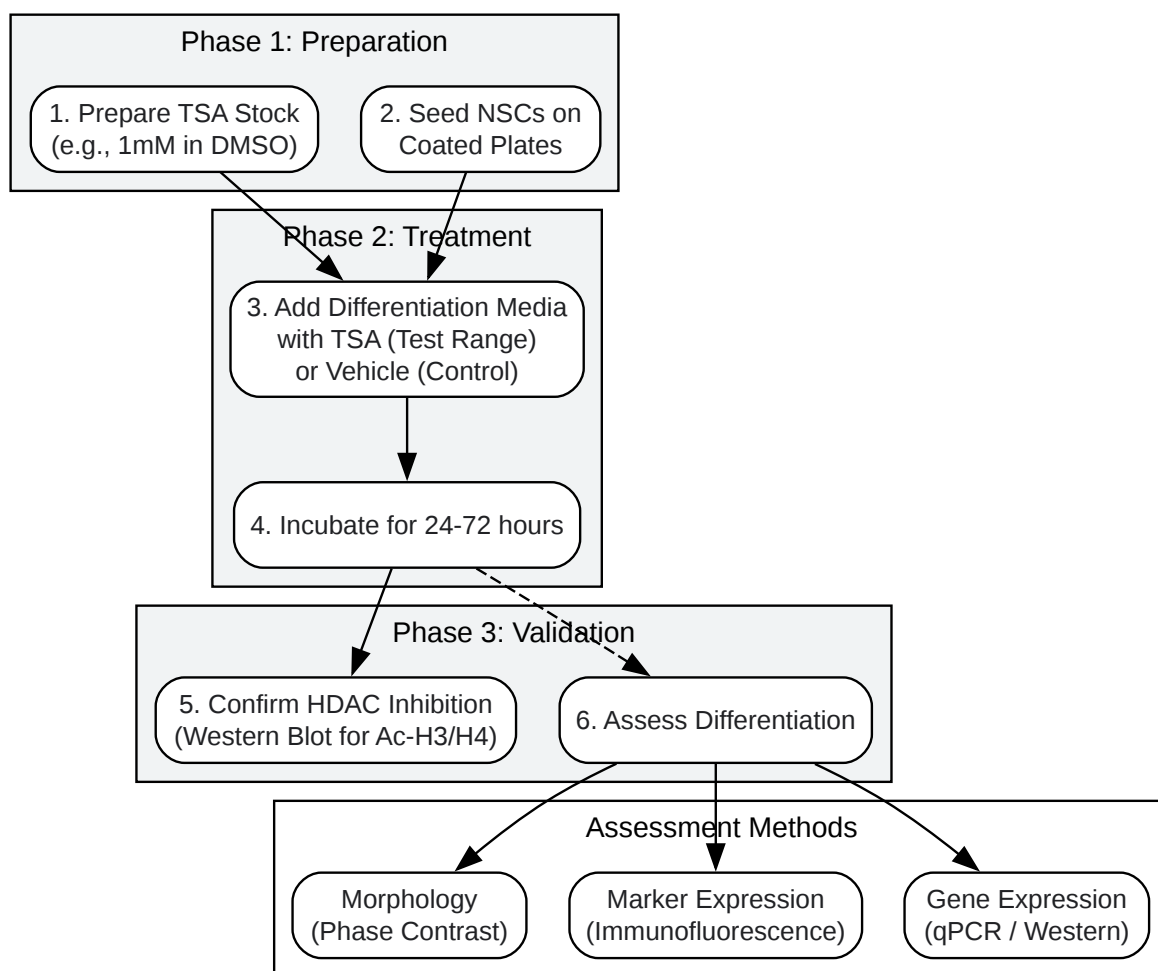 Phase 1: Preparation
1. Prepare TSA Stock
(e.g., 1mM in DMSO)
2. Seed NSCs on
Coated Plates
Phase 2: Treatment
3. Add Differentiation Media
with TSA (Test Range)
or Vehicle (Control)
4. Incubate for 24-72 hours
Phase 3: Validation
5. Confirm HDAC Inhibition
(Western Blot for Ac-H3/H4)
6. Assess Differentiation
Assessment Methods
Morphology
(Phase Contrast)
Marker Expression
(Immunofluorescence)
Gene Expression
(qPCR / Western)